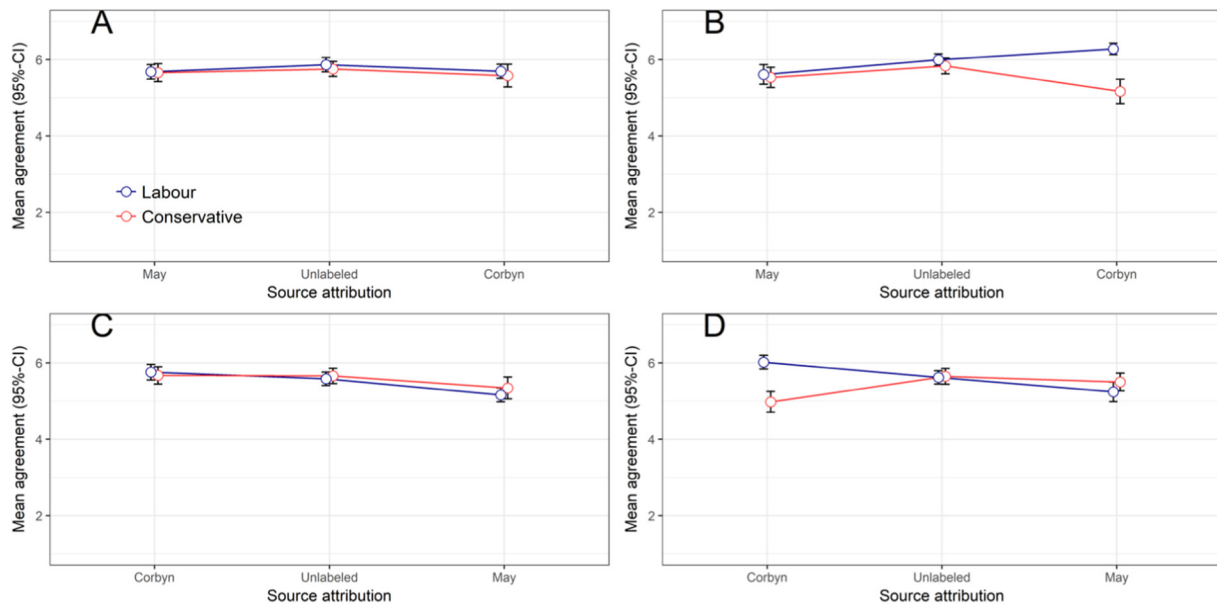 A
Mean agreement (95%-CI)
6
4
2
Labour
Conservative
May
Unlabeled
Corbyn
Source attribution
B
Mean agreement (95%-CI)
6
4
2
May
Unlabeled
Corbyn
Source attribution
C
Mean agreement (95%-CI)
6
4
2
Corbyn
Unlabeled
May
Source attribution
D
Mean agreement (95%-CI)
6
4
2
Corbyn
Unlabeled
May
Source attribution